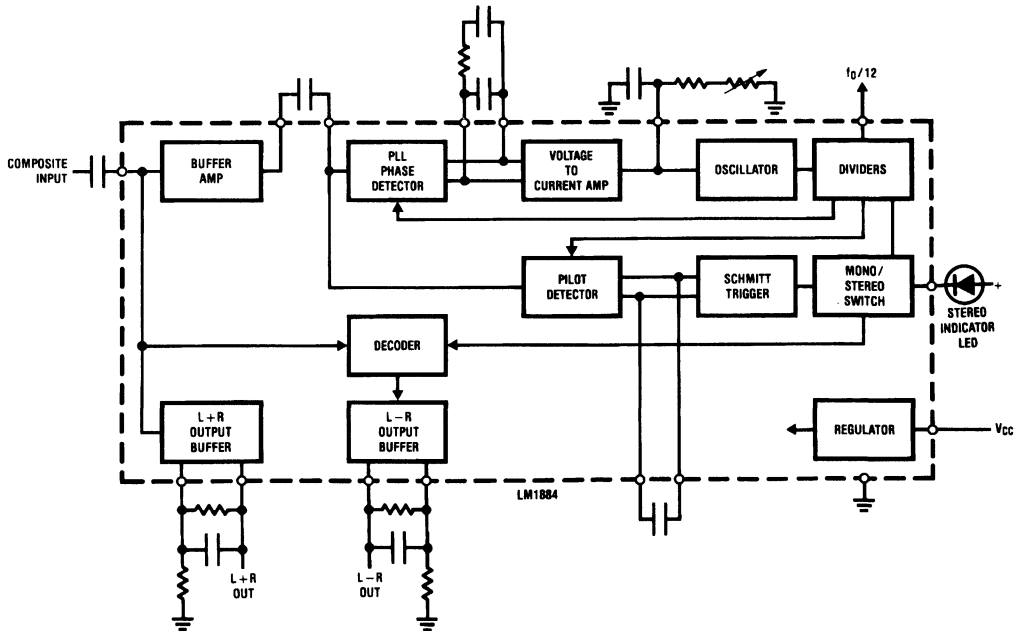 f₀/12
COMPOSITE
INPUT
BUFFER
AMP
PLL
PHASE
DETECTOR
VOLTAGE
TO
CURRENT AMP
OSCILLATOR
DIVIDERS
PILOT
DETECTOR
SCHMITT
TRIGGER
MONO/
STEREO
SWITCH
+
STEREO
INDICATOR
LED
DECODER
L+R
OUTPUT
BUFFER
L−R
OUTPUT
BUFFER
REGULATOR
VCC
LM1884
L+R
OUT
L−R
OUT